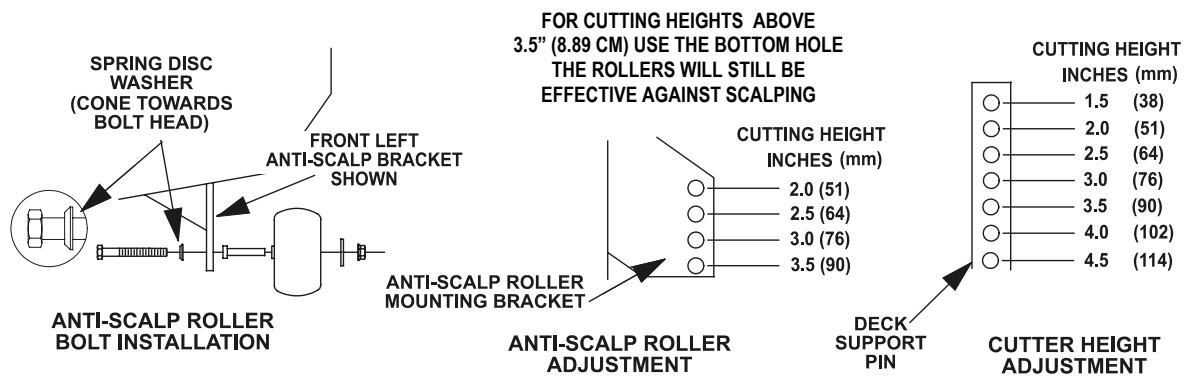 SPRING DISC
WASHER
(CONE TOWARDS
BOLT HEAD)
FRONT LEFT
ANTI-SCALP BRACKET
SHOWN
ANTI-SCALP ROLLER
BOLT INSTALLATION
FOR CUTTING HEIGHTS ABOVE
3.5” (8.89 CM) USE THE BOTTOM HOLE
THE ROLLERS WILL STILL BE
EFFECTIVE AGAINST SCALPING
CUTTING HEIGHT
INCHES (mm)
2.0 (51)
2.5 (64)
3.0 (76)
3.5 (90)
ANTI-SCALP ROLLER
MOUNTING BRACKET
ANTI-SCALP ROLLER
ADJUSTMENT
CUTTING HEIGHT
INCHES (mm)
1.5 (38)
2.0 (51)
2.5 (64)
3.0 (76)
3.5 (90)
4.0 (102)
4.5 (114)
DECK
SUPPORT
PIN
CUTTER HEIGHT
ADJUSTMENT